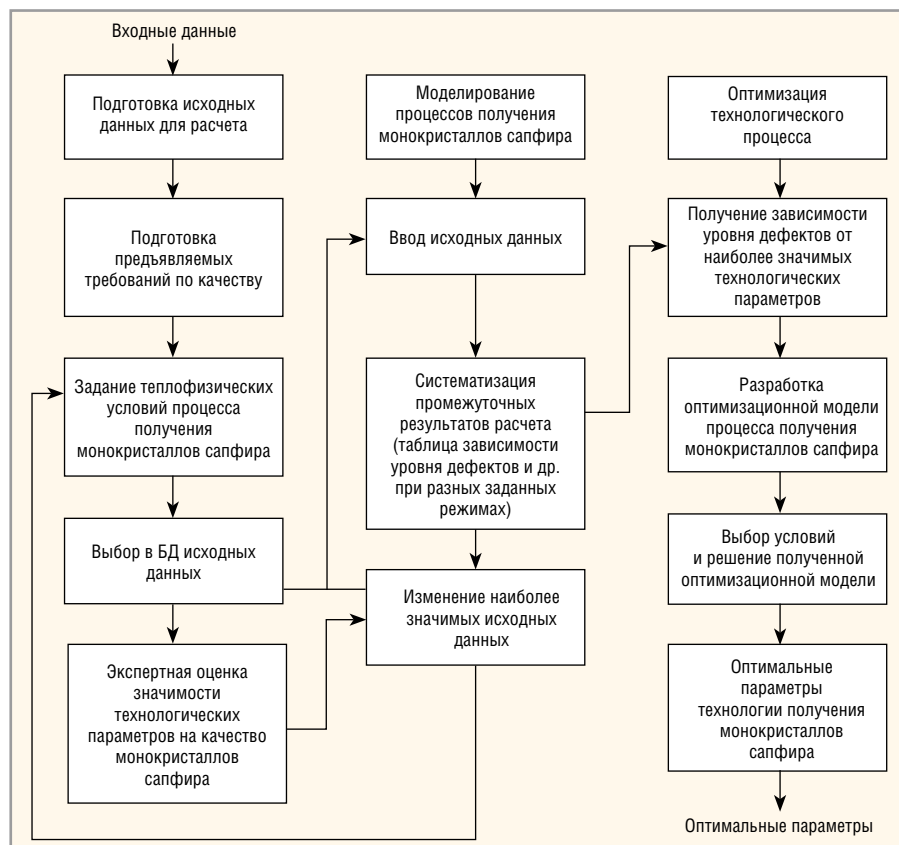 Входные данные
Подготовка исходных
данных для расчета
Подготовка
предъявляемых
требований по качеству
Задание теплофизических
условий процесса
получения
монокристаллов сапфира
Выбор в БД исходных
данных
Экспертная оценка
значимости
технологических
параметров на качество
монокристаллов
сапфира
Моделирование
процессов получения
монокристаллов сапфира
Ввод исходных данных
Систематизация
промежуточных
результатов расчета
(таблица зависимости
уровня дефектов и др.
при разных заданных
режимах)
Изменение наиболее
значимых исходных
данных
Оптимизация
технологического
процесса
Получение зависимости
уровня дефектов от
наиболее значимых
технологических
параметров
Разработка
оптимизационной модели
процесса получения
монокристаллов сапфира
Выбор условий
и решение полученной
оптимизационной модели
Оптимальные
параметры
технологии получения
монокристаллов
сапфира
Оптимальные параметры